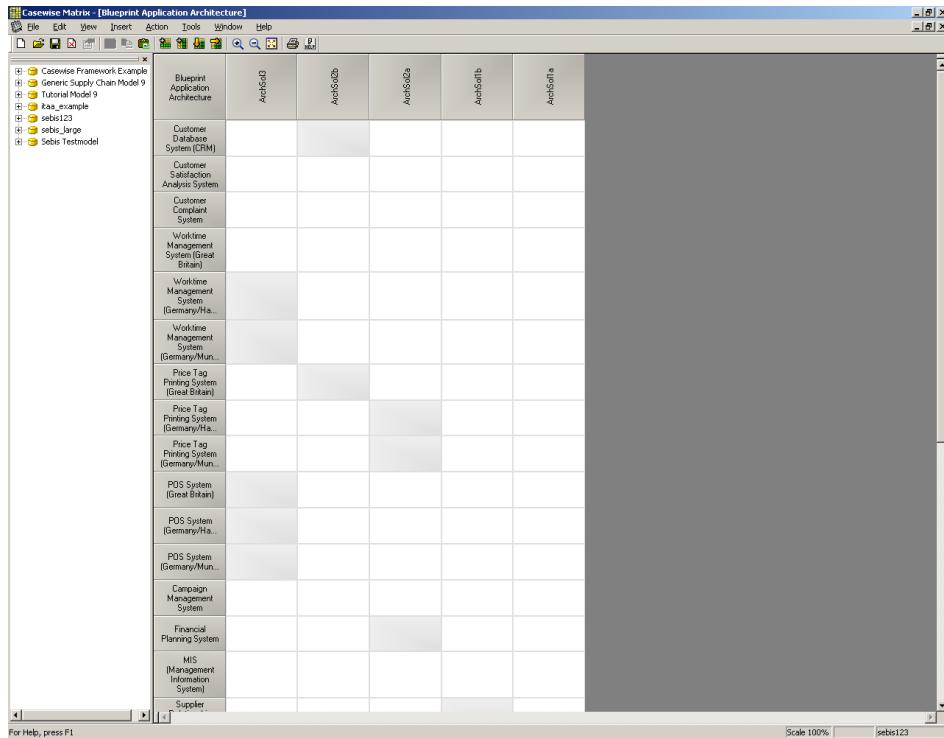 Casewise Matrix - [Blueprint Application Architecture]
File Edit View Insert Action Tools Window Help
Casewise Framework Example
Generic Supply Chain Model 9
Tutorial Model 9
itaa_example
sebis123
sebis_large
Sebis Testmodel
Blueprint
Application
Architecture
ArchSol3
ArchSol2b
ArchSol2a
ArchSol1b
ArchSol1a
Customer
Database
System (CRM)
Customer
Satisfaction
Analysis System
Customer
Complaint
System
Worktime
Management
System (Great
Britain)
Worktime
Management
System
(Germany/Ha...
Worktime
Management
System
(Germany/Mun...
Price Tag
Printing System
(Great Britain)
Price Tag
Printing System
(Germany/Ha...
Price Tag
Printing System
(Germany/Mun...
POS System
(Great Britain)
POS System
(Germany/Ha...
POS System
(Germany/Mun...
Campaign
Management
System
Financial
Planning System
MIS
(Management
Information
System)
Supplier
For Help, press F1
Scale 100%
sebis123